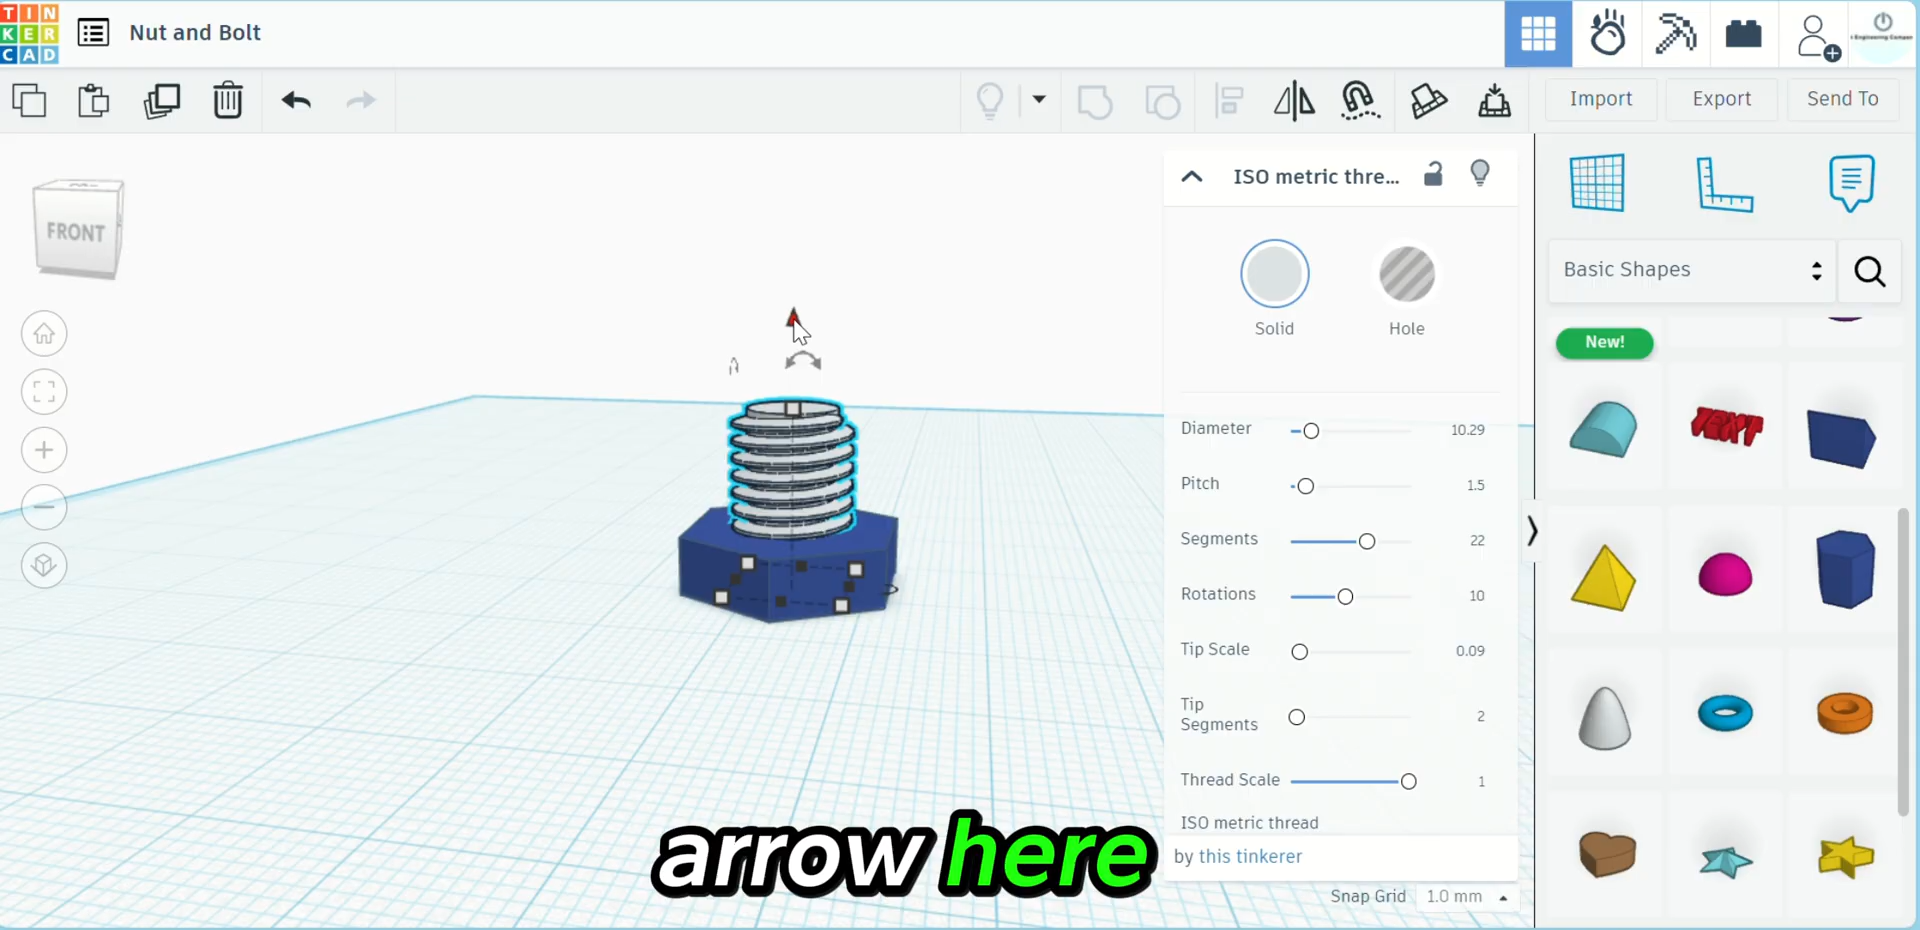 TIN
KER
CAD
Nut and Bolt
Import
Export
Send To
FRONT
ISO metric thre...
Solid
Hole
Basic Shapes
New!
TEXT
Diameter 10.29
Pitch 1.5
Segments 22
Rotations 10
Tip Scale 0.09
Tip
Segments 2
Thread Scale 1
ISO metric thread
by this tinkerer
Snap Grid 1.0 mm
arrow here